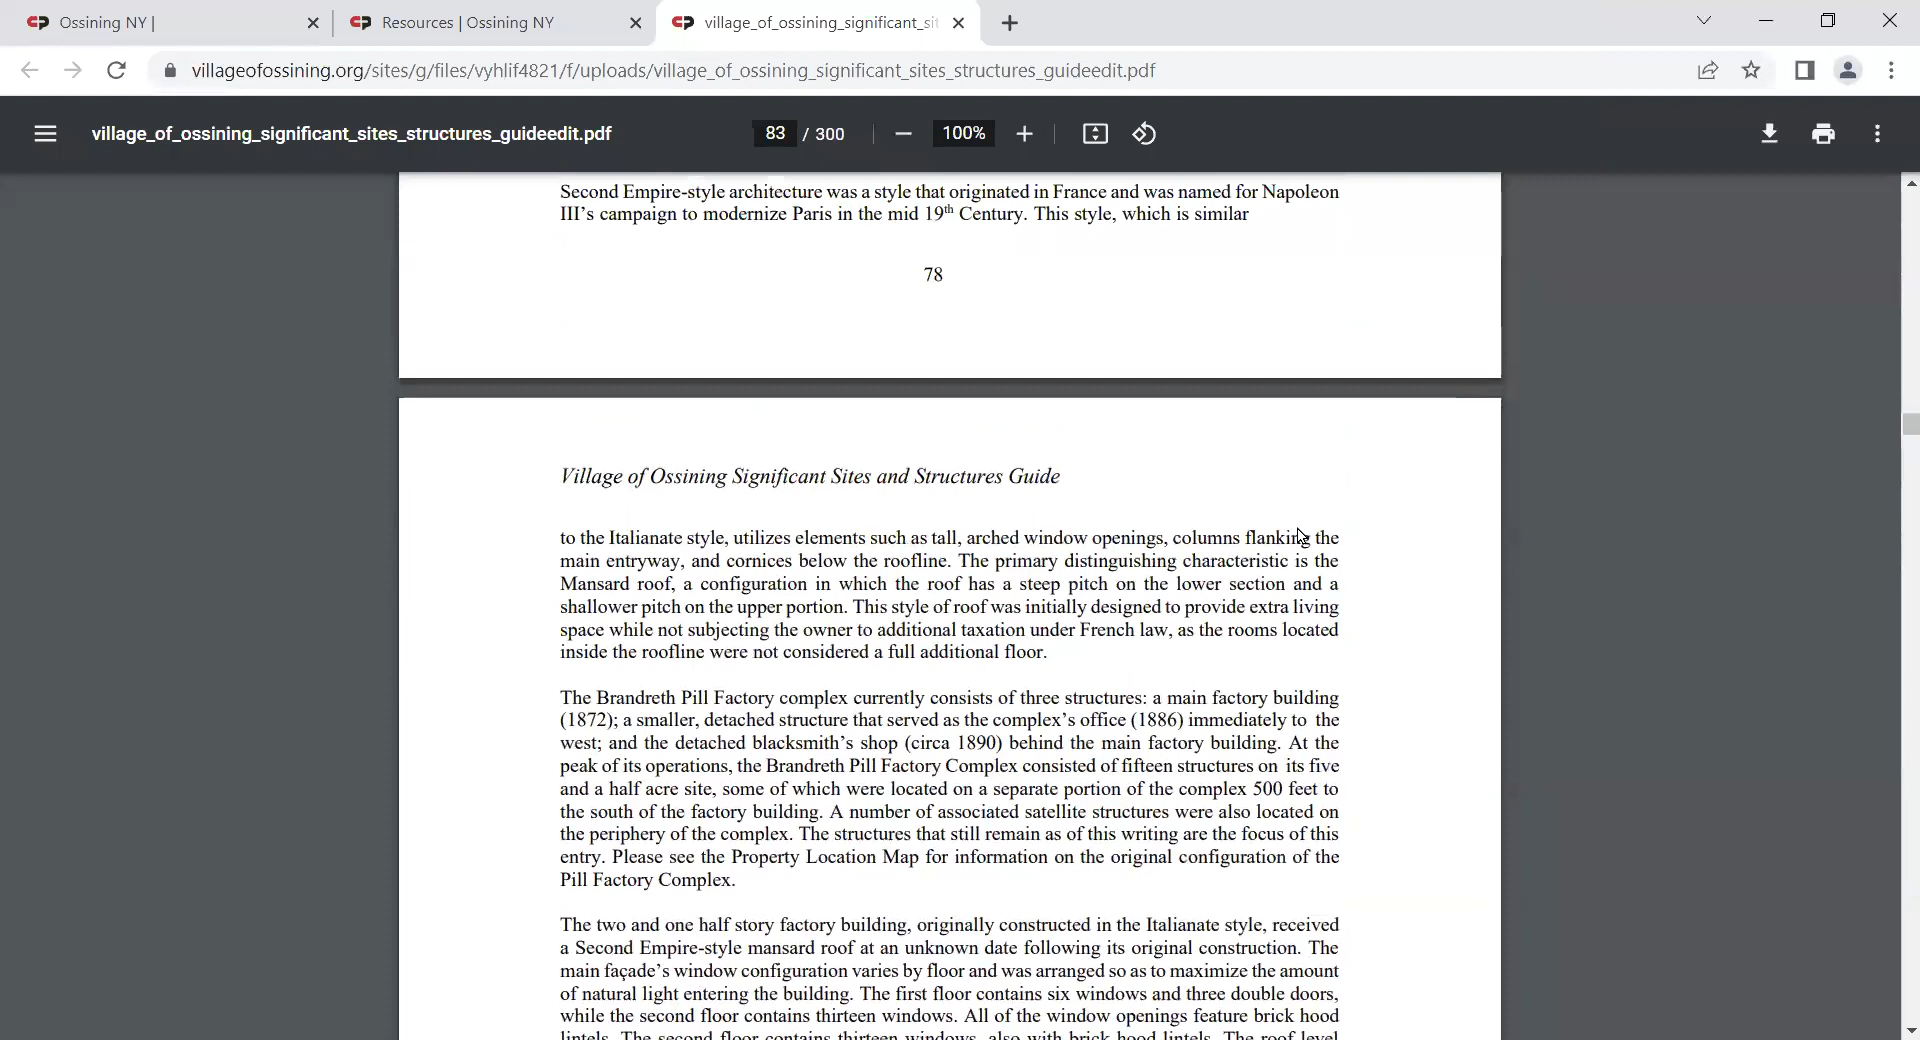 Ossining NY |
Resources | Ossining NY
village_of_ossining_significant_sit
villageofossining.org/sites/g/files/vyhlif4821/f/uploads/village_of_ossining_significant_sites_structures_guideedit.pdf
village_of_ossining_significant_sites_structures_guideedit.pdf
83 / 300
100%
Second Empire-style architecture was a style that originated in France and was named for Napoleon
III's campaign to modernize Paris in the mid 19th Century. This style, which is similar
78
Village of Ossining Significant Sites and Structures Guide
to the Italianate style, utilizes elements such as tall, arched window openings, columns flanking the
main entryway, and cornices below the roofline. The primary distinguishing characteristic is the
Mansard roof, a configuration in which the roof has a steep pitch on the lower section and a
shallower pitch on the upper portion. This style of roof was initially designed to provide extra living
space while not subjecting the owner to additional taxation under French law, as the rooms located
inside the roofline were not considered a full additional floor.
The Brandreth Pill Factory complex currently consists of three structures: a main factory building
(1872); a smaller, detached structure that served as the complex's office (1886) immediately to the
west; and the detached blacksmith's shop (circa 1890) behind the main factory building. At the
peak of its operations, the Brandreth Pill Factory Complex consisted of fifteen structures on its five
and a half acre site, some of which were located on a separate portion of the complex 500 feet to
the south of the factory building. A number of associated satellite structures were also located on
the periphery of the complex. The structures that still remain as of this writing are the focus of this
entry. Please see the Property Location Map for information on the original configuration of the
Pill Factory Complex.
The two and one half story factory building, originally constructed in the Italianate style, received
a Second Empire-style mansard roof at an unknown date following its original construction. The
main façade's window configuration varies by floor and was arranged so as to maximize the amount
of natural light entering the building. The first floor contains six windows and three double doors,
while the second floor contains thirteen windows. All of the window openings feature brick hood
lintels. The second floor contains thirteen windows, also with brick hood lintels. The roof level